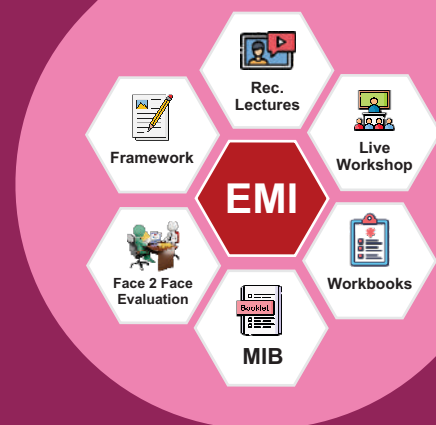 Rec.
Lectures
Framework
Live
Workshop
EMI
Face 2 Face
Evaluation
Workbooks
Booklet
MIB